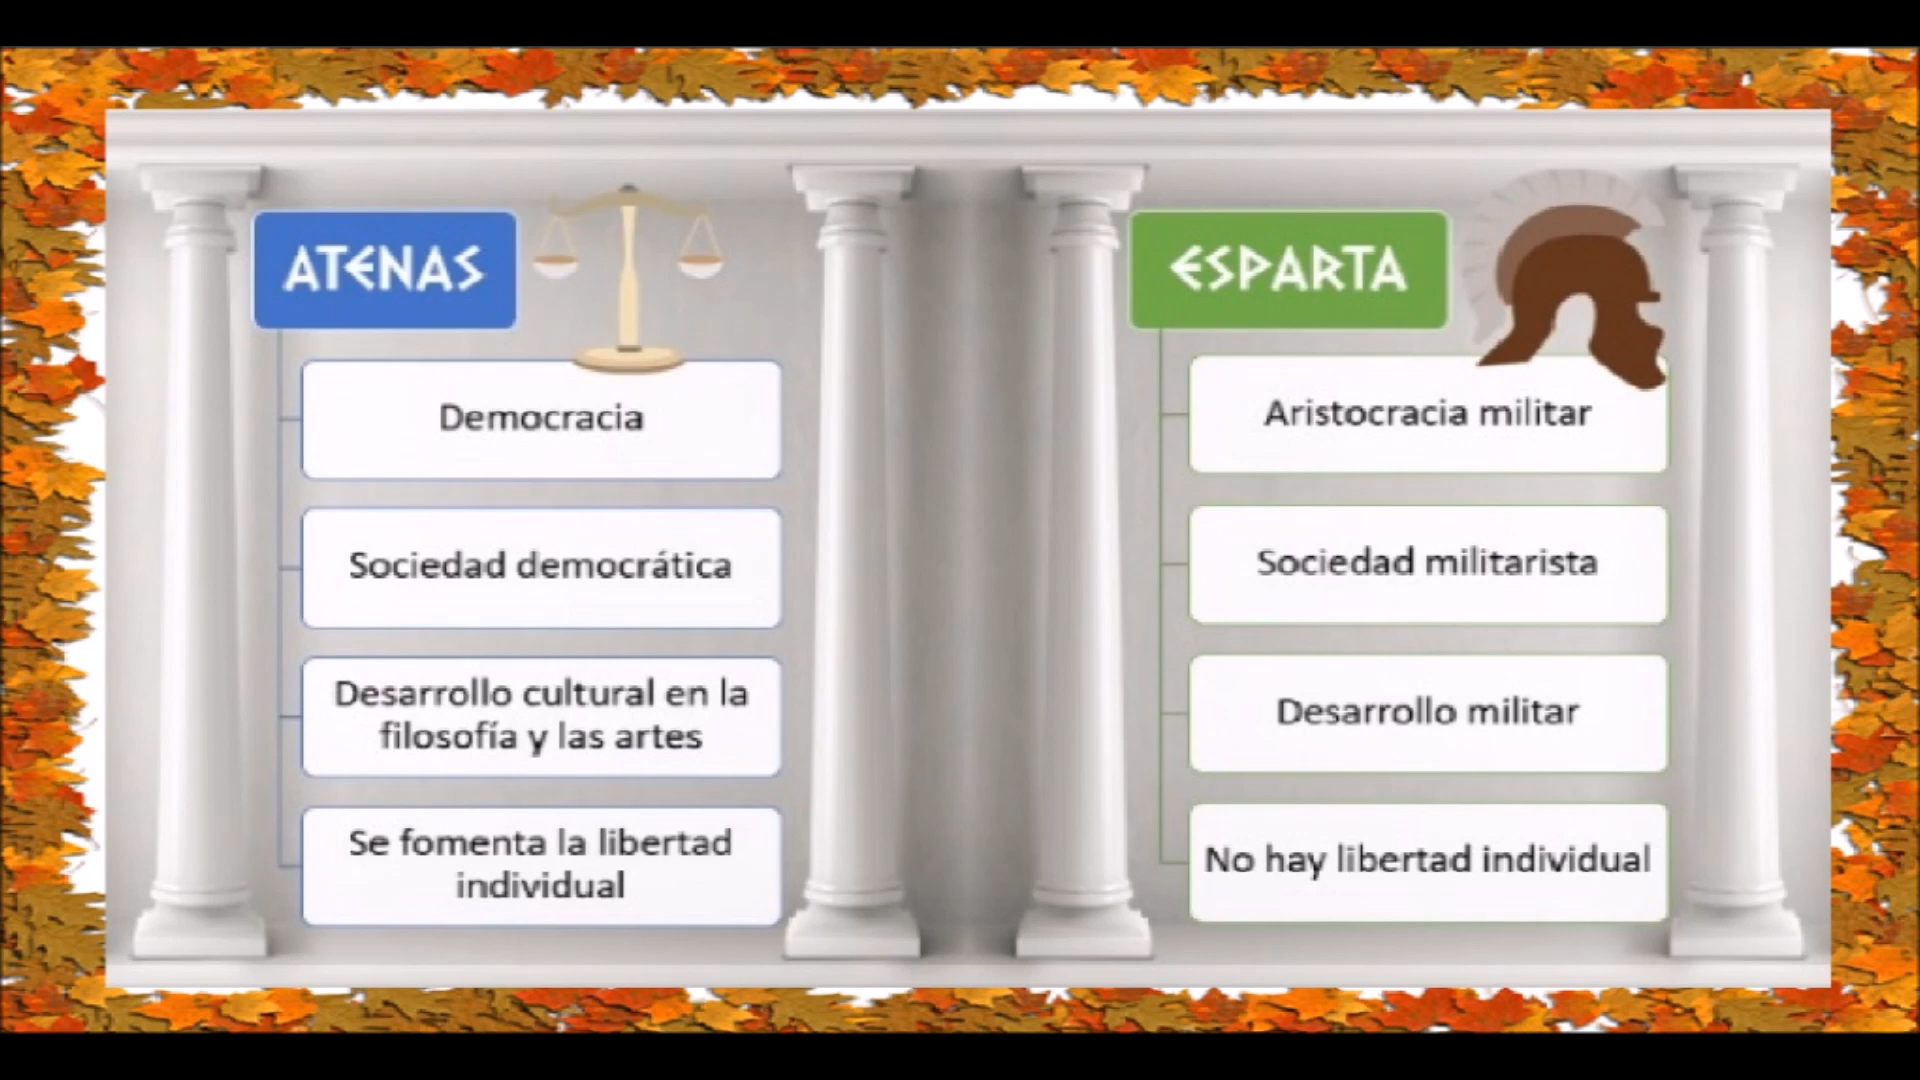 ATENAS
Democracia
Sociedad democrática
Desarrollo cultural en la
filosofía y las artes
Se fomenta la libertad
individual
ESPARTA
Aristocracia militar
Sociedad militarista
Desarrollo militar
No hay libertad individual